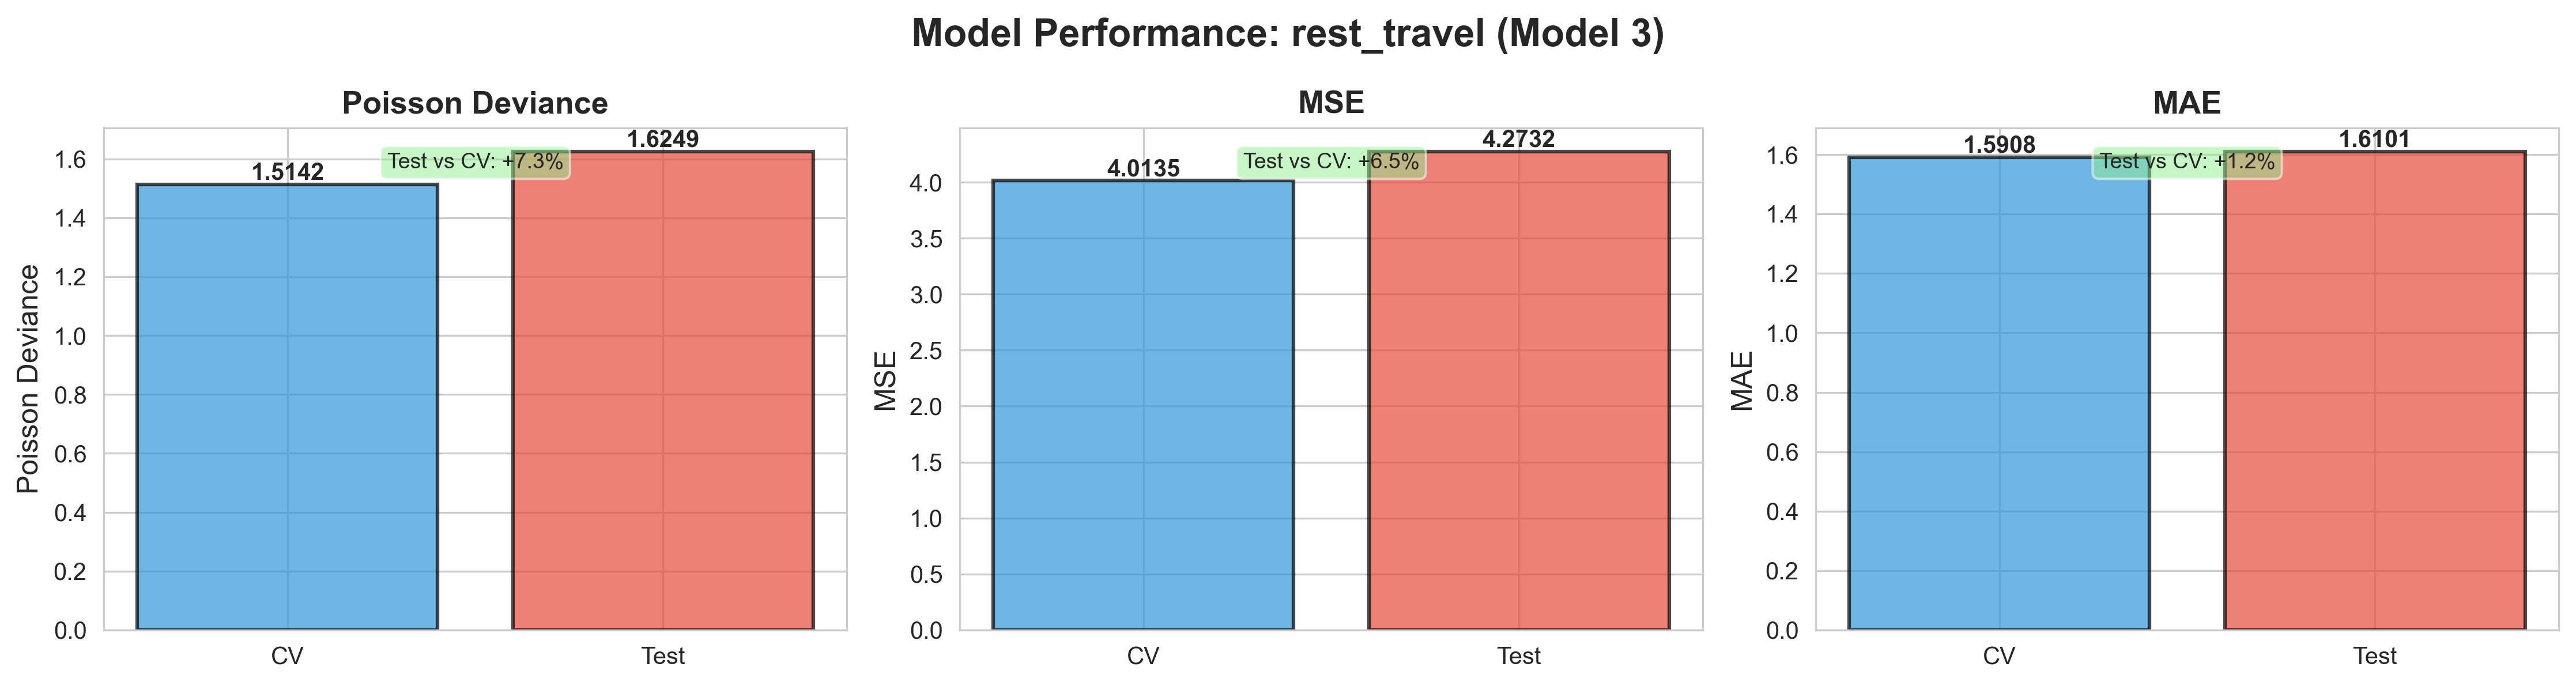 Model Performance: rest_travel (Model 3)
Poisson Deviance
1.6249
Test vs CV: +7.3%
1.5142
1.6
1.4
1.2
1.0
0.8
0.6
0.4
0.2
0.0
Poisson Deviance
CV
Test
MSE
4.2732
Test vs CV: +6.5%
4.0135
4.0
3.5
3.0
2.5
2.0
1.5
1.0
0.5
0.0
MSE
CV
Test
MAE
1.6101
1.5908
Test vs CV: +1.2%
1.6
1.4
1.2
1.0
0.8
0.6
0.4
0.2
0.0
MAE
CV
Test